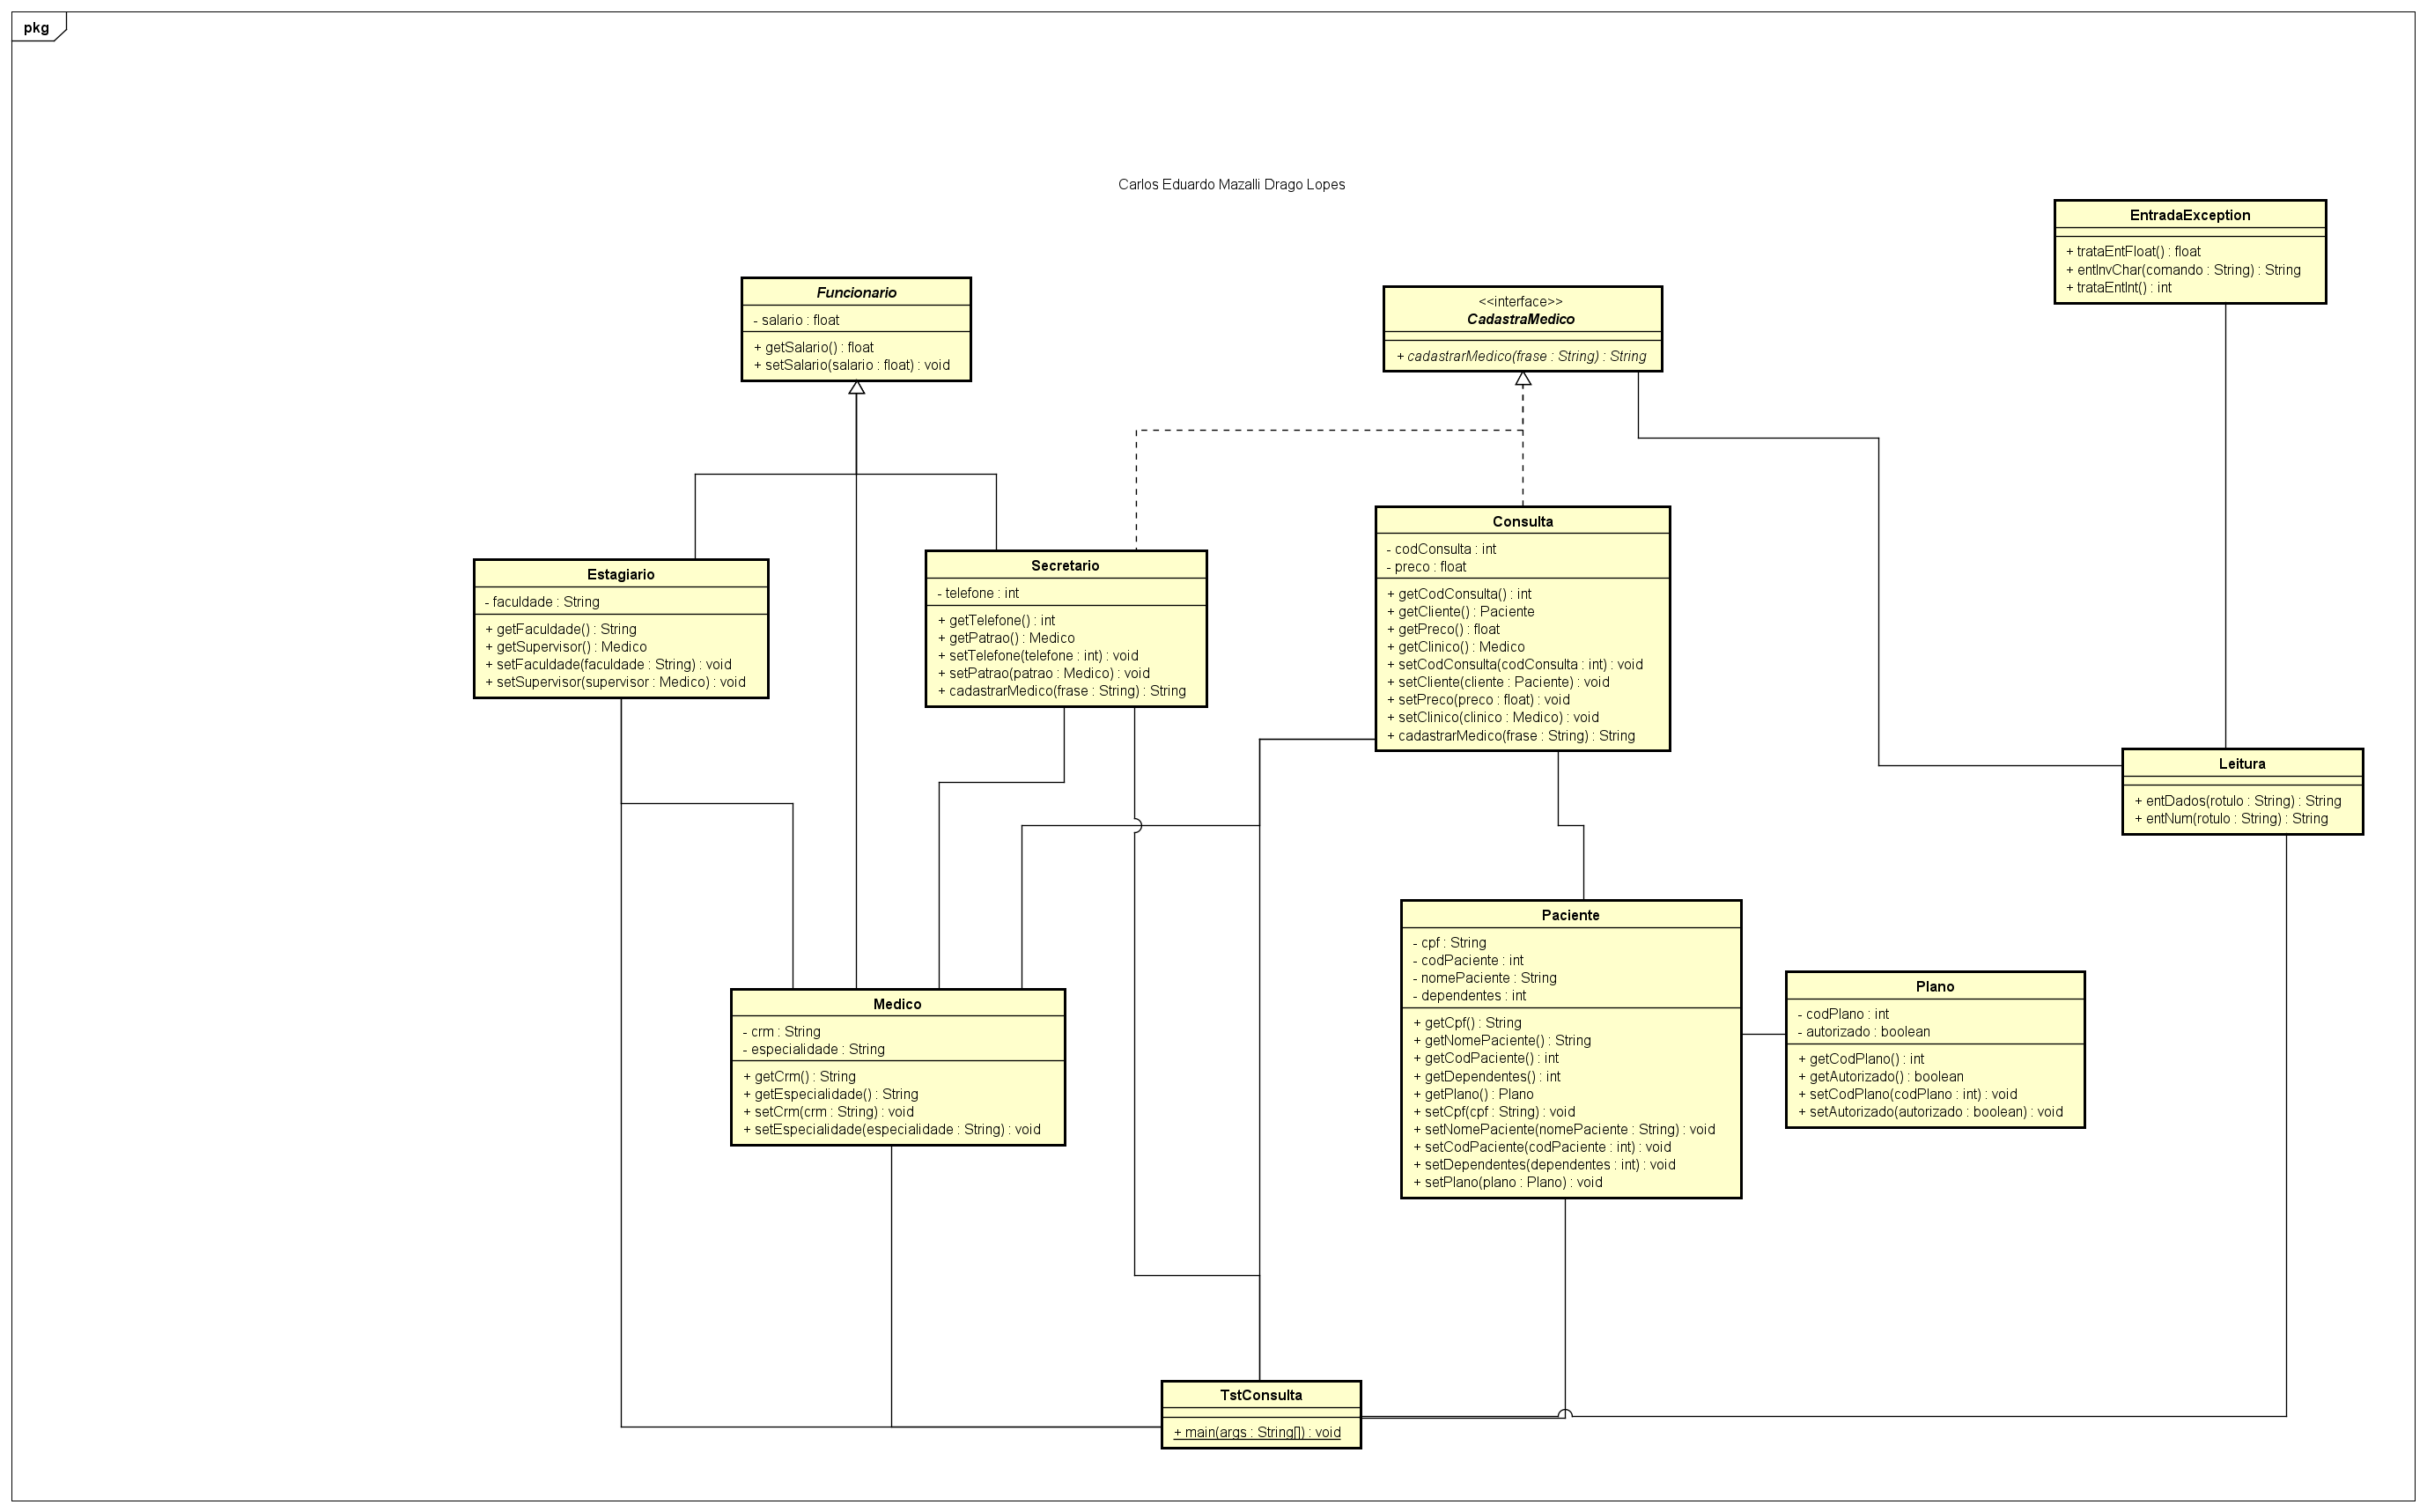 pkg
Carlos Eduardo Mazalli Drago Lopes
EntradaException
+ trataEntFloat() : float
+ entInvChar(comando : String) : String
+ trataEntInt() : int
Funcionario
- salario : float
+ getSalario() : float
+ setSalario(salario : float) : void
<<interface>>
CadastraMedico
+ cadastrarMedico(frase : String) : String
Estagiario
- faculdade : String
+ getFaculdade() : String
+ getSupervisor() : Medico
+ setFaculdade(faculdade : String) : void
+ setSupervisor(supervisor : Medico) : void
Secretario
- telefone : int
+ getTelefone() : int
+ getPatrao() : Medico
+ setTelefone(telefone : int) : void
+ setPatrao(patrao : Medico) : void
+ cadastrarMedico(frase : String) : String
Consulta
- codConsulta : int
- preco : float
+ getCodConsulta() : int
+ getCliente() : Paciente
+ getPreco() : float
+ getClinico() : Medico
+ setCodConsulta(codConsulta : int) : void
+ setCliente(cliente : Paciente) : void
+ setPreco(preco : float) : void
+ setClinico(clinico : Medico) : void
+ cadastrarMedico(frase : String) : String
Leitura
+ entDados(rotulo : String) : String
+ entNum(rotulo : String) : String
Medico
- crm : String
- especialidade : String
+ getCrm() : String
+ getEspecialidade() : String
+ setCrm(crm : String) : void
+ setEspecialidade(especialidade : String) : void
Paciente
- cpf : String
- codPaciente : int
- nomePaciente : String
- dependentes : int
+ getCpf() : String
+ getNomePaciente() : String
+ getCodPaciente() : int
+ getDependentes() : int
+ getPlano() : Plano
+ setCpf(cpf : String) : void
+ setNomePaciente(nomePaciente : String) : void
+ setCodPaciente(codPaciente : int) : void
+ setDependentes(dependentes : int) : void
+ setPlano(plano : Plano) : void
Plano
- codPlano : int
- autorizado : boolean
+ getCodPlano() : int
+ getAutorizado() : boolean
+ setCodPlano(codPlano : int) : void
+ setAutorizado(autorizado : boolean) : void
TstConsulta
+ main(args : String[]) : void